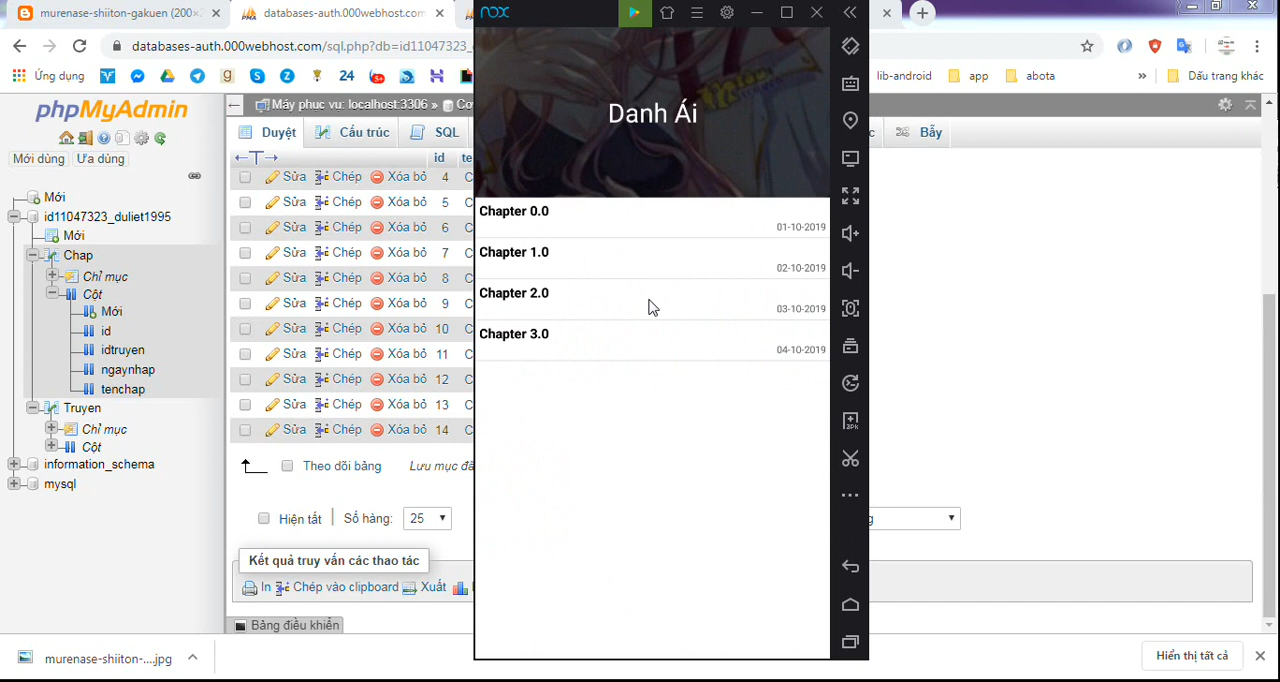 murenase-shiiton-gakuen (200×
databases-auth.000webhost.com
databases-auth.000webhost.com/sql.php?db=id11047323_
Ứng dụng
24
lib-android
app
abota
»
Dấu trang khác
phpMyAdmin
Mới dùng
Ưa dùng
Mới
id11047323_duliet1995
Mới
Chap
Chỉ mục
Cột
Mới
id
idtruyen
ngaynhap
tenchap
Truyen
Chỉ mục
Cột
information_schema
mysql
Máy phục vụ: localhost:3306 »
Duyệt
Cấu trúc
SQL
Bẫy
id
Sửa Chép Xóa bỏ 4 C
Sửa Chép Xóa bỏ 5 C
Sửa Chép Xóa bỏ 6 C
Sửa Chép Xóa bỏ 7 C
Sửa Chép Xóa bỏ 8 C
Sửa Chép Xóa bỏ 9 C
Sửa Chép Xóa bỏ 10 C
Sửa Chép Xóa bỏ 11 C
Sửa Chép Xóa bỏ 12 C
Sửa Chép Xóa bỏ 13 C
Sửa Chép Xóa bỏ 14 C
Theo dõi bảng
Lưu mục đã
Hiện tất
Số hàng:
25
Kết quả truy vấn các thao tác
In
Chép vào clipboard
Xuất
Bảng điều khiển
nox
Danh Ái
Chapter 0.0
01-10-2019
Chapter 1.0
02-10-2019
Chapter 2.0
03-10-2019
Chapter 3.0
04-10-2019
murenase-shiiton-....jpg
Hiển thị tất cả